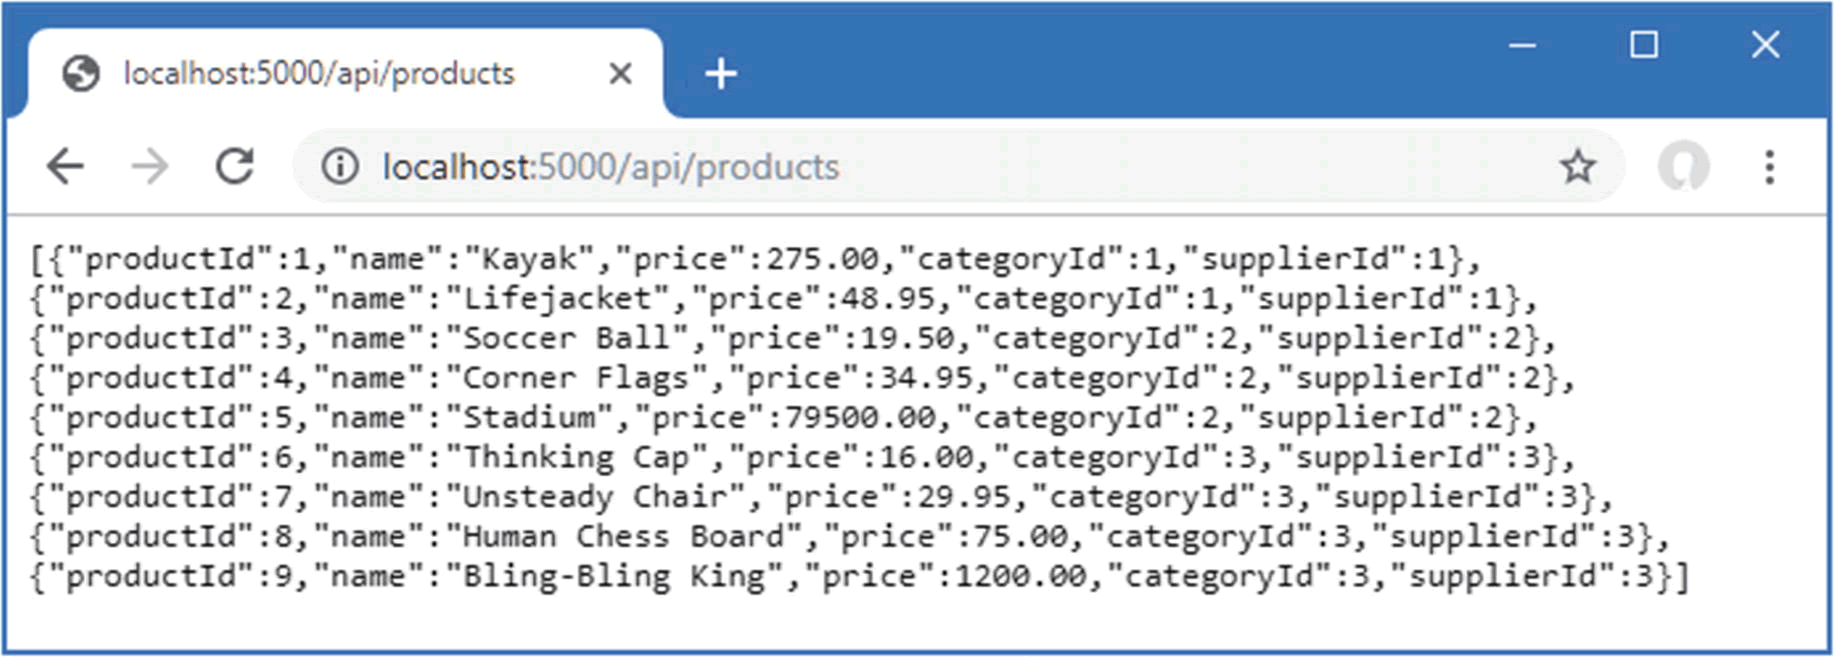 localhost:5000/api/products
localhost:5000/api/products
[{"productId":1,"name":"Kayak","price":275.00,"categoryId":1,"supplierId":1},
{"productId":2,"name":"Lifejacket","price":48.95,"categoryId":1,"supplierId":1},
{"productId":3,"name":"Soccer Ball","price":19.50,"categoryId":2,"supplierId":2},
{"productId":4,"name":"Corner Flags","price":34.95,"categoryId":2,"supplierId":2},
{"productId":5,"name":"Stadium","price":79500.00,"categoryId":2,"supplierId":2},
{"productId":6,"name":"Thinking Cap","price":16.00,"categoryId":3,"supplierId":3},
{"productId":7,"name":"Unsteady Chair","price":29.95,"categoryId":3,"supplierId":3},
{"productId":8,"name":"Human Chess Board","price":75.00,"categoryId":3,"supplierId":3},
{"productId":9,"name":"Bling-Bling King","price":1200.00,"categoryId":3,"supplierId":3}]